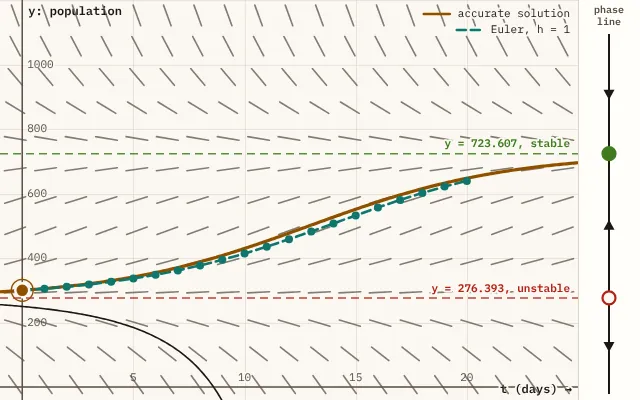 y: population
accurate solution
Euler, h = 1
phase
line
1000
800
y = 723.607, stable
600
400
y = 276.393, unstable
200
5 10 15 20
t (days) →